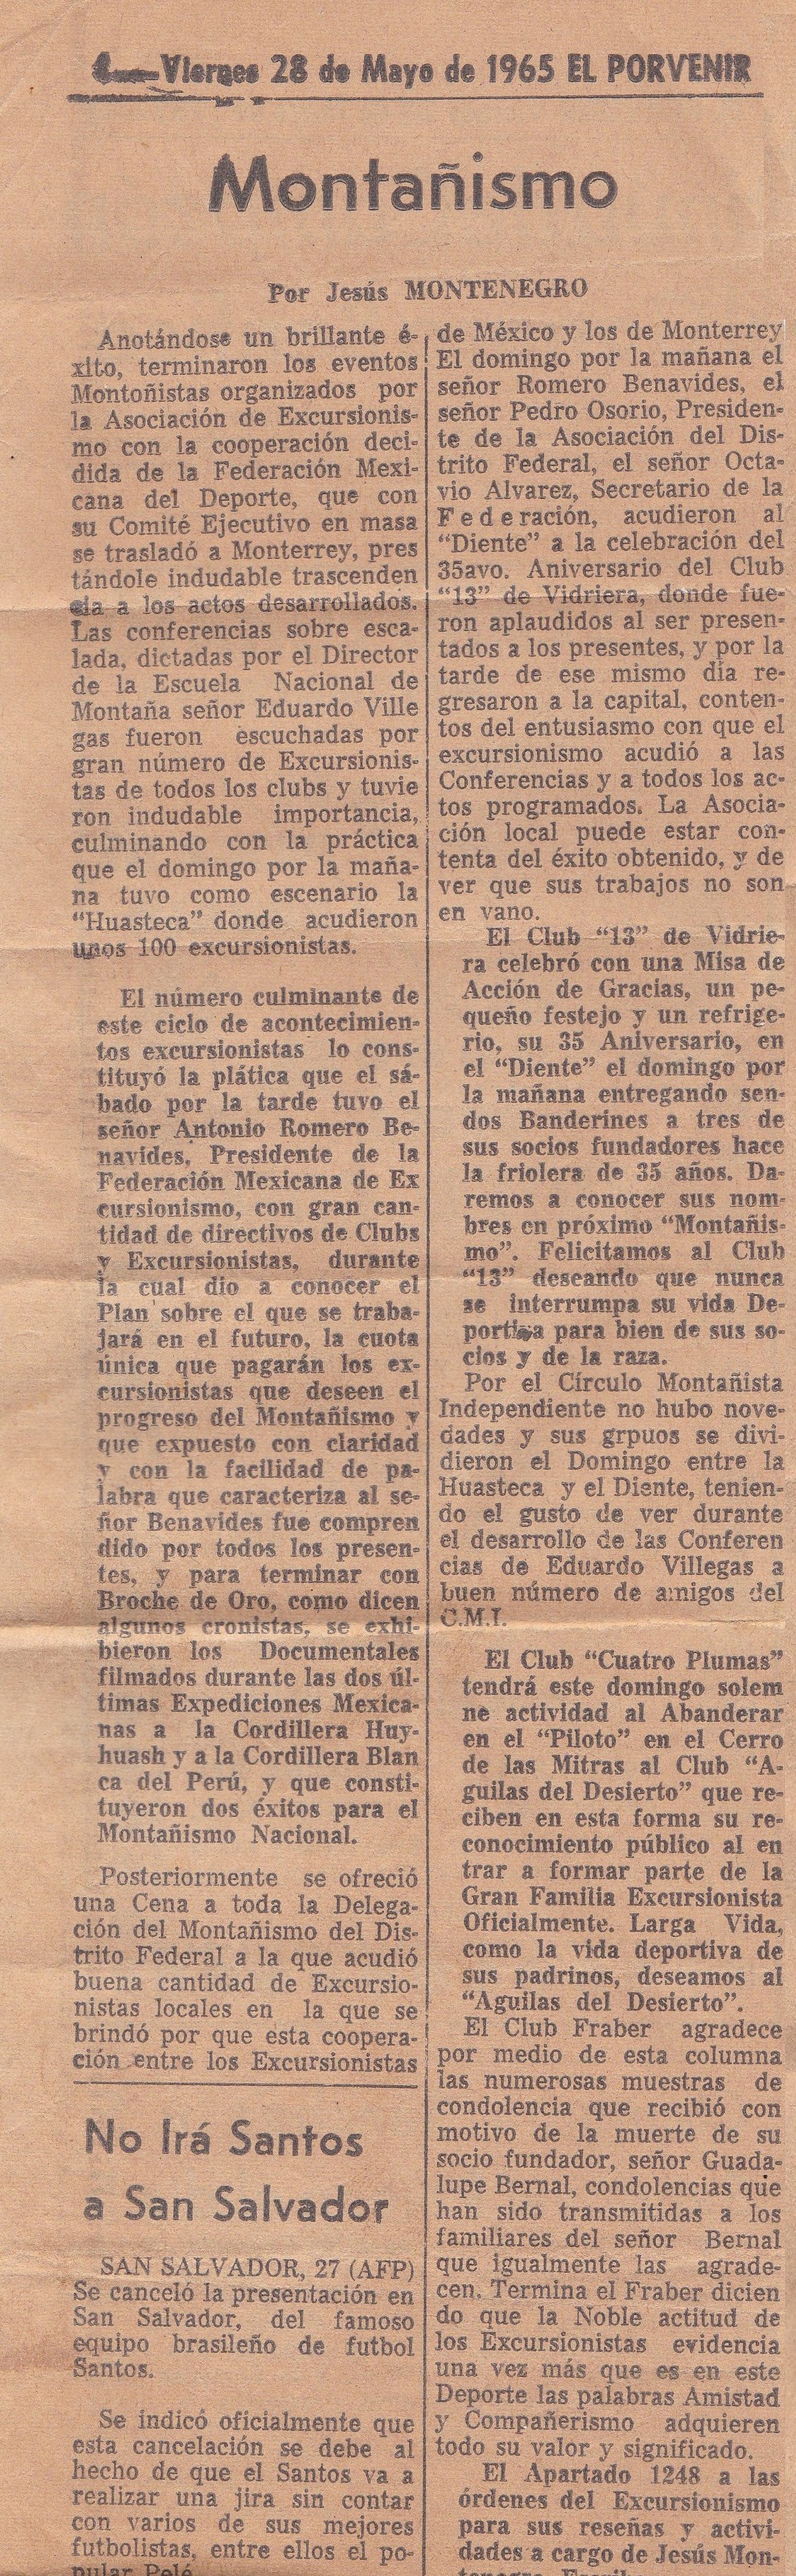 4—Viernes 28 de Mayo de 1965 EL PORVENIR
Montañismo
Por Jesús MONTENEGRO
Anotándose un brillante é-
xito, terminaron los eventos
Montoñistas organizados por
la Asociación de Excursionis-
mo con la cooperación deci-
dida de la Federación Mexi-
cana del Deporte, que con
su Comité Ejecutivo en masa
se trasladó a Monterrey, pres
tándole indudable trascenden
cia a los actos desarrollados.
Las conferencias sobre esca-
lada, dictadas por el Director
de la Escuela Nacional de
Montaña señor Eduardo Ville
gas fueron escuchadas por
gran número de Excursionis-
tas de todos los clubs y tuvie
ron indudable importancia,
culminando con la práctica
que el domingo por la maña-
na tuvo como escenario la
"Huasteca" donde acudieron
unos 100 excursionistas.
El número culminante de
este ciclo de acontecimien-
tos excursionistas lo cons-
tituyó la plática que el sá-
bado por la tarde tuvo el
señor Antonio Romero Be-
navides, Presidente de la
Federación Mexicana de Ex
cursionismo, con gran can-
tidad de directivos de Clubs
y Excursionistas, durante
la cual dio a conocer el
Plan sobre el que se traba-
jará en el futuro, la cuota
única que pagarán los ex-
cursionistas que deseen el
progreso del Montañismo y
que expuesto con claridad
y con la facilidad de pa-
labra que caracteriza al se-
ñor Benavides fue compren
dido por todos los presen-
tes, y para terminar con
Broche de Oro, como dicen
algunos cronistas, se exhi-
bieron los Documentales
filmados durante las dos úl-
timas Expediciones Mexica-
nas a la Cordillera Huy-
huash y a la Cordillera Blan
ca del Perú, y que consti-
tuyeron dos éxitos para el
Montañismo Nacional.
Posteriormente se ofreció
una Cena a toda la Delega-
ción del Montañismo del Dis-
trito Federal a la que acudió
buena cantidad de Excursio-
nistas locales en la que se
brindó por que esta coopera-
ción entre los Excursionistas
de México y los de Monterrey
El domingo por la mañana el
señor Romero Benavides, el
señor Pedro Osorio, Presiden-
te de la Asociación del Dis-
trito Federal, el señor Octa-
vio Alvarez, Secretario de la
Federación, acudieron al
"Diente" a la celebración del
35avo. Aniversario del Club
"13" de Vidriera, donde fue-
ron aplaudidos al ser presen-
tados a los presentes, y por la
tarde de ese mismo día re-
gresaron a la capital, conten-
tos del entusiasmo con que el
excursionismo acudió a las
Conferencias y a todos los ac-
tos programados. La Asocia-
ción local puede estar con-
tenta del éxito obtenido, y de
ver que sus trabajos no son
en vano.
El Club "13" de Vidrie-
ra celebró con una Misa de
Acción de Gracias, un pe-
queño festejo y un refrige-
rio, su 35 Aniversario, en
el "Diente" el domingo por
la mañana entregando sen-
dos Banderines a tres de
sus socios fundadores hace
la friolera de 35 años. Da-
remos a conocer sus nom-
bres en próximo "Montañis-
mo". Felicitamos al Club
"13" deseando que nunca
se interrumpa su vida De-
portiva para bien de sus so-
cios y de la raza.
Por el Círculo Montañista
Independiente no hubo nove-
dades y sus grpuos se divi-
dieron el Domingo entre la
Huasteca y el Diente, tenien-
do el gusto de ver durante
el desarrollo de las Conferen
cias de Eduardo Villegas a
buen número de amigos del
C.M.I.
El Club "Cuatro Plumas"
tendrá este domingo solem
ne actividad al Abanderar
en el "Piloto" en el Cerro
de las Mitras al Club "A-
guilas del Desierto" que re-
ciben en esta forma su re-
conocimiento público al en
trar a formar parte de la
Gran Familia Excursionista
Oficialmente. Larga Vida,
como la vida deportiva de
sus padrinos, deseamos al
"Aguilas del Desierto".
El Club Fraber agradece
por medio de esta columna
las numerosas muestras de
condolencia que recibió con
motivo de la muerte de su
socio fundador, señor Guada-
lupe Bernal, condolencias que
han sido transmitidas a los
familiares del señor Bernal
que igualmente las agrade-
cen. Termina el Fraber dicien
do que la Noble actitud de
los Excursionistas evidencia
una vez más que es en este
Deporte las palabras Amistad
y Compañerismo adquieren
todo su valor y significado.
El Apartado 1248 a las
órdenes del Excursionismo
para sus reseñas y activi-
dades a cargo de Jesús Mon-
No Irá Santos
a San Salvador
SAN SALVADOR, 27 (AFP)
Se canceló la presentación en
San Salvador, del famoso
equipo brasileño de futbol
Santos.
Se indicó oficialmente que
esta cancelación se debe al
hecho de que el Santos va a
realizar una jira sin contar
con varios de sus mejores
futbolistas, entre ellos el po-
pular Pelé